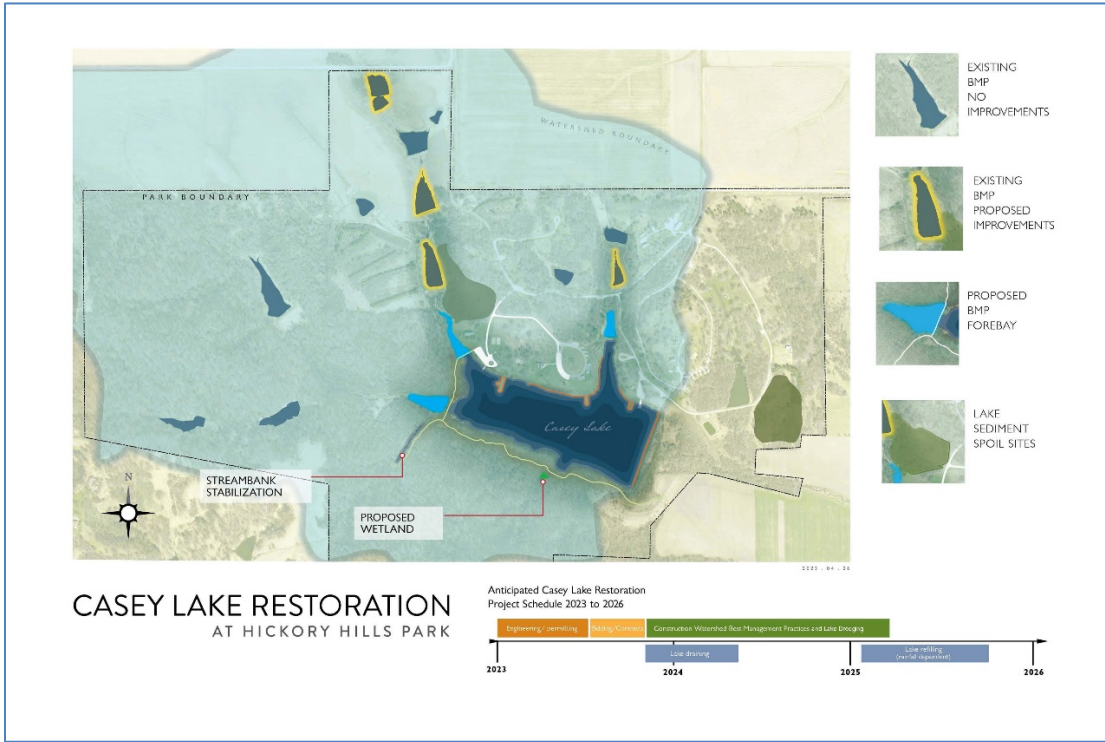 WATERSHED BOUNDARY
PARK BOUNDARY
Casey Lake
STREAMBANK
STABILIZATION
PROPOSED
WETLAND
N
EXISTING
BMP
NO
IMPROVEMENTS
EXISTING
BMP
PROPOSED
IMPROVEMENTS
PROPOSED
BMP
FOREBAY
LAKE
SEDIMENT
SPOIL SITES
CASEY LAKE RESTORATION
AT HICKORY HILLS PARK
Anticipated Casey Lake Restoration
Project Schedule 2023 to 2026
Engineering/ permitting
Bidding/Contracts
Construction Watershed Best Management Practices and Lake Dredging
Lake draining
Lake refilling
(rainfall dependent)
2023
2024
2025
2026